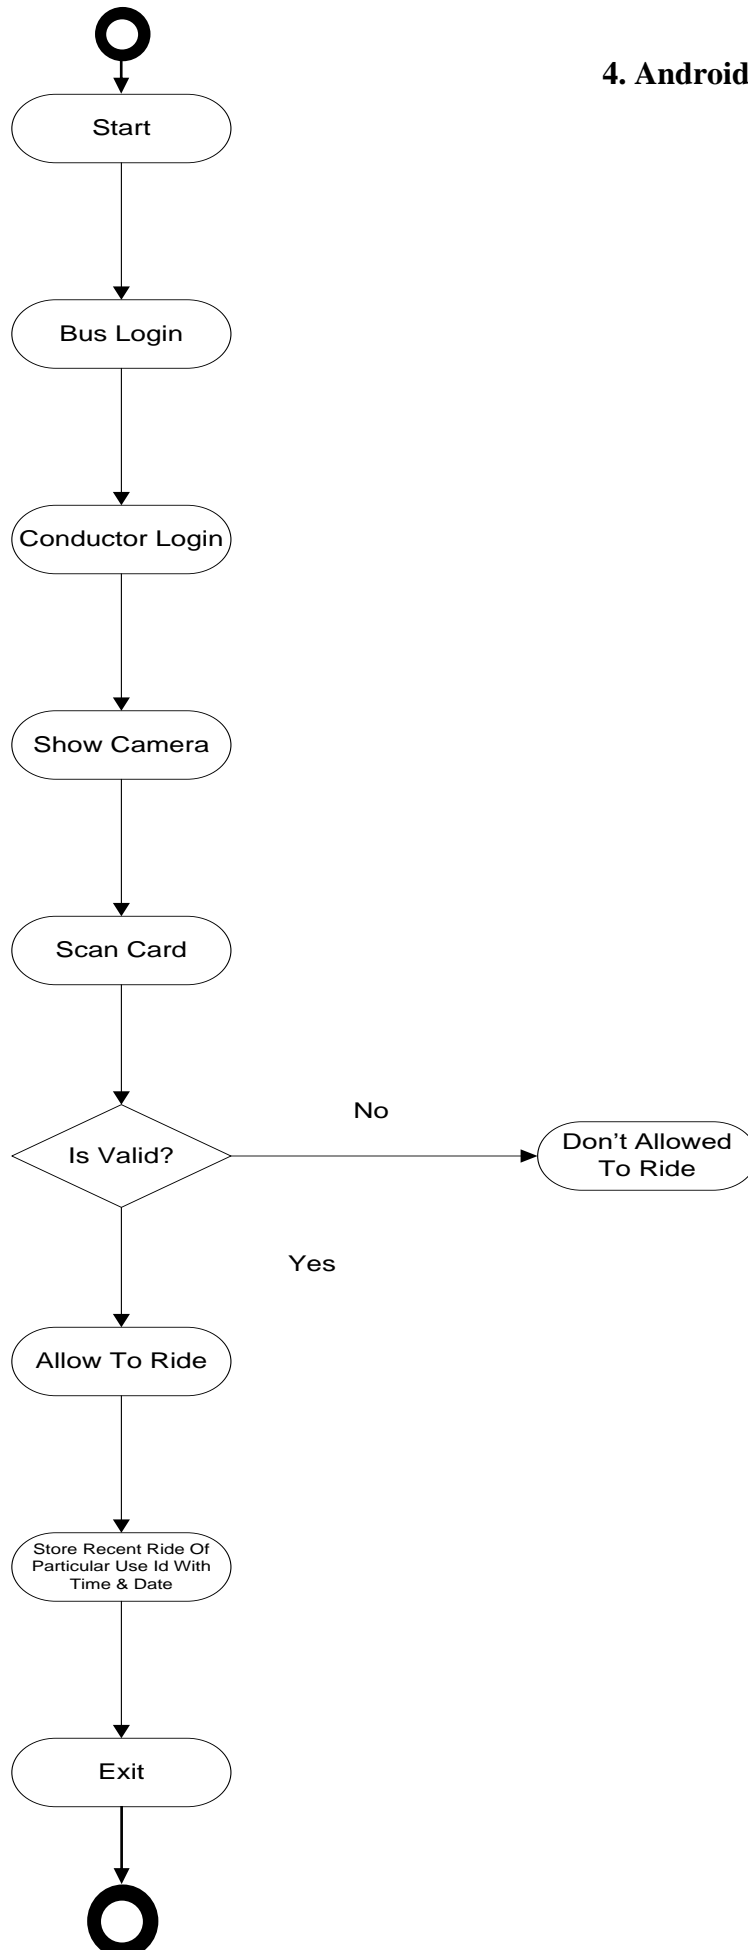 4. Android
Start
Bus Login
Conductor Login
Show Camera
Scan Card
No
Is Valid?
Don't Allowed
To Ride
Yes
Allow To Ride
Store Recent Ride Of
Particular Use Id With
Time & Date
Exit